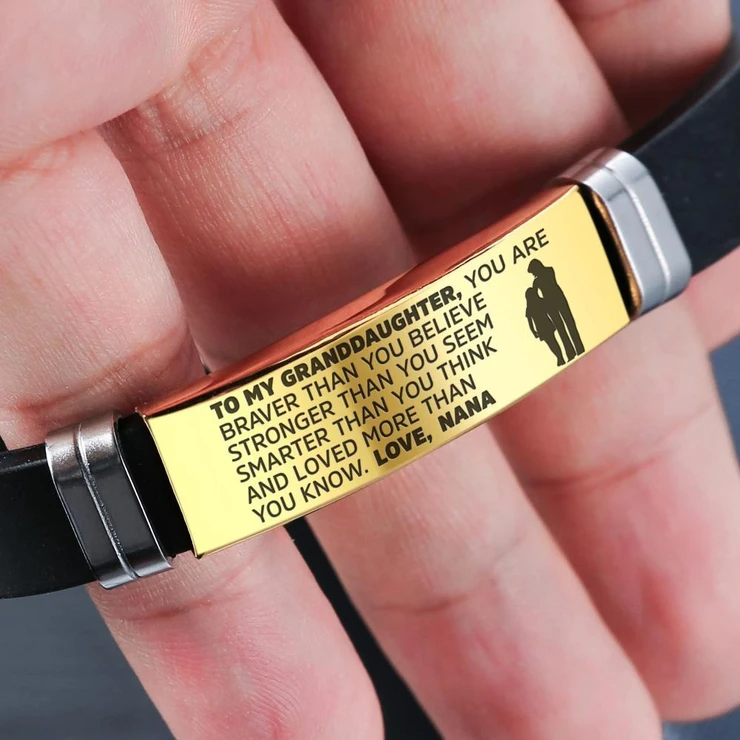 TO MY GRANDDAUGHTER, YOU ARE
BRAVER THAN YOU BELIEVE
STRONGER THAN YOU SEEM
SMARTER THAN YOU THINK
AND LOVED MORE THAN
YOU KNOW. LOVE, NANA